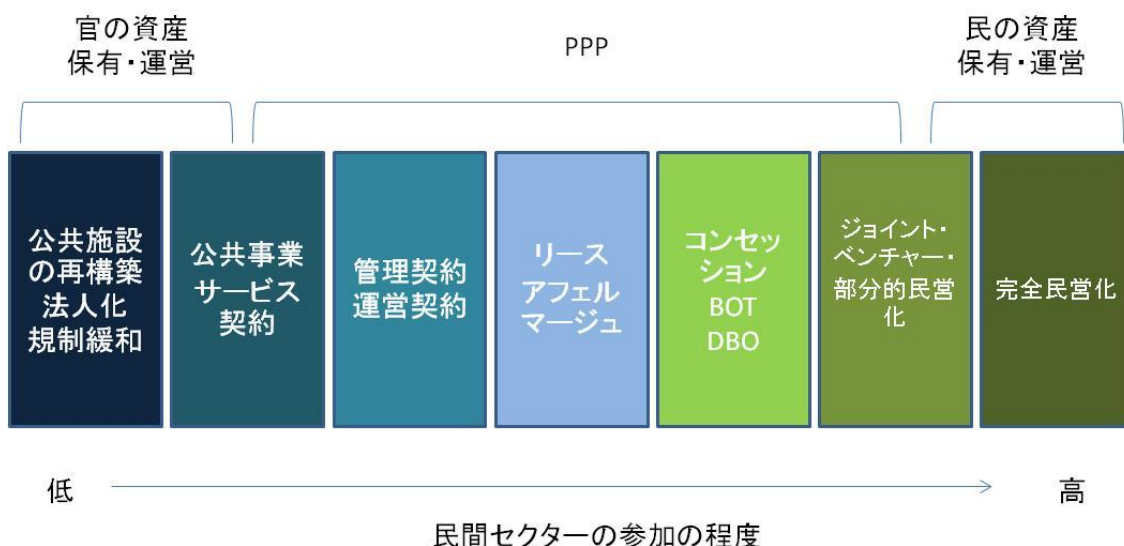 官の資産
保有・運営
PPP
民の資産
保有・運営
公共施設
の再構築
法人化
規制緩和
公共事業
サービス
契約
管理契約
運営契約
リース
アフェル
マージュ
コンセッ
ション
BOT
DBO
ジョイント・
ベンチャー・
部分的民営
化
完全民営化
低
高
民間セクターの参加の程度